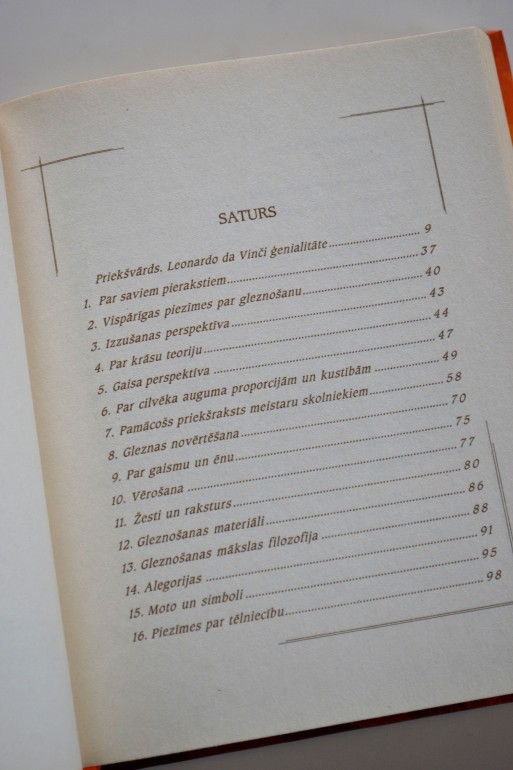 SATURS
Priekšvārds. Leonardo da Vinči ģenialitāte 9
1. Par saviem pierakstiem 37
2. Vispārīgas piezīmes par gleznošanu 40
3. Izzušanas perspektīva 43
4. Par krāsu teoriju 44
5. Gaisa perspektīva 47
6. Par cilvēka auguma proporcijām un kustībām 49
7. Pamācošs priekšraksts meistaru skolniekiem 58
8. Gleznas novērtēšana 70
9. Par gaismu un ēnu 75
10. Vērošana 77
11. Žesti un raksturs 80
12. Gleznošanas materiāli 86
13. Gleznošanas mākslas filozofija 88
14. Alegorijas 91
15. Moto un simboli 95
16. Piezīmes par tēlniecību 98